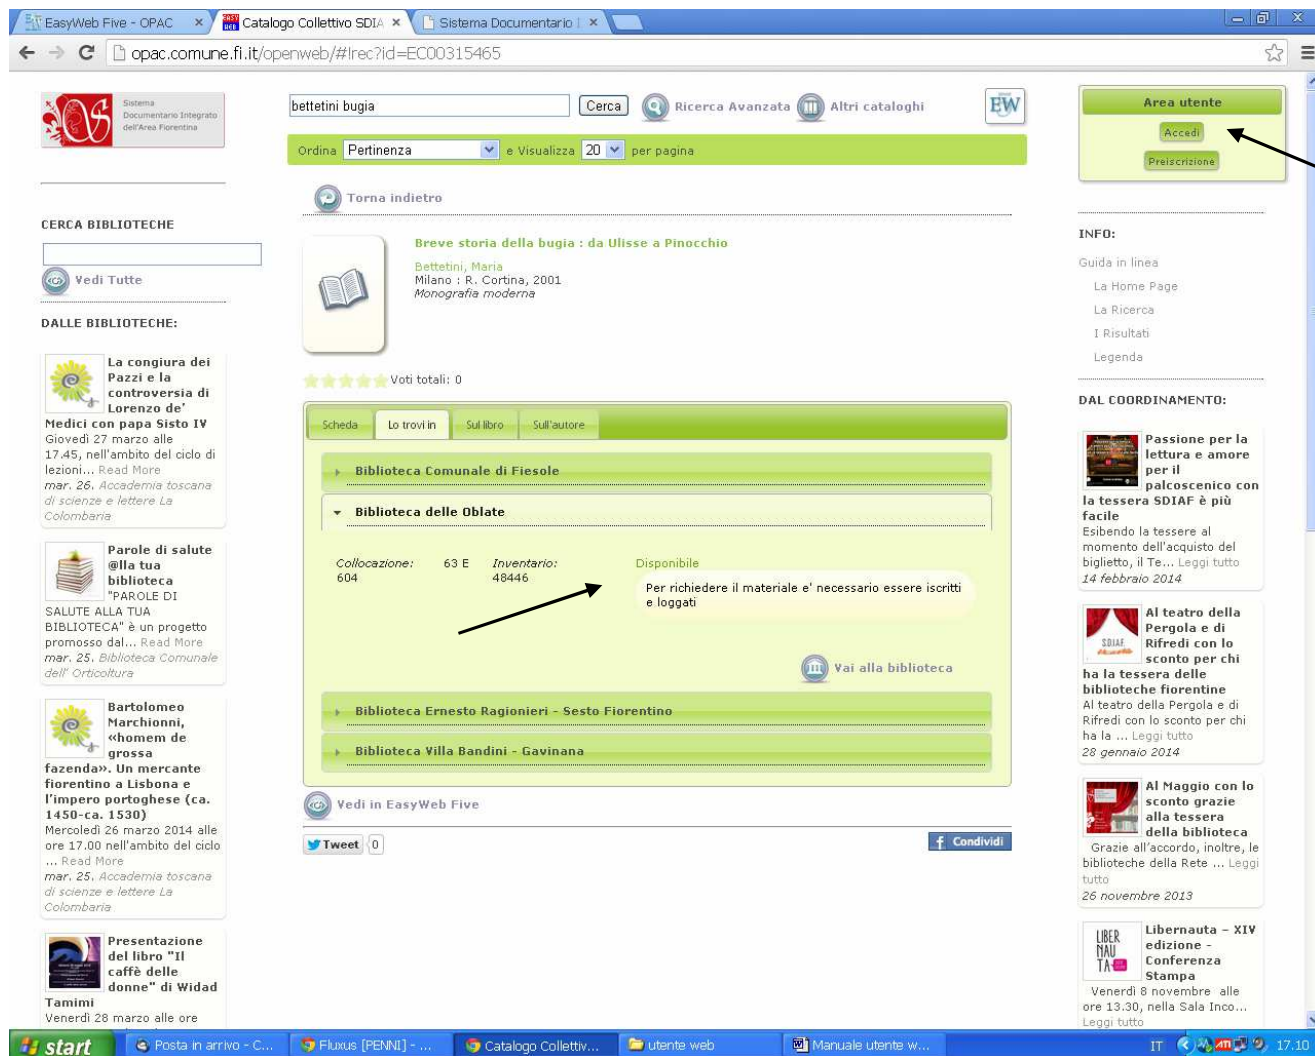 EasyWeb Five - OPAC
Catalogo Collettivo SDIA
Sistema Documentario I
opac.comune.fi.it/openweb/#!rec?id=EC00315465
Sistema
Documentario Integrato
dell'Area Fiorentina
bettetini bugia
Cerca
Ricerca Avanzata
Altri cataloghi
EW
Ordina Pertinenza e Visualizza 20 per pagina
Area utente
Accedi
Preiscrizione
Torna indietro
CERCA BIBLIOTECHE
Vedi Tutte
DALLE BIBLIOTECHE:
La congiura dei
Pazzi e la
controversia di
Lorenzo de'
Medici con papa Sisto IV
Giovedì 27 marzo alle
17.45, nell'ambito del ciclo di
lezioni... Read More
mar. 26. Accademia toscana
di scienze e lettere La
Colombaria
Parole di salute
@lla tua
biblioteca
"PAROLE DI
SALUTE ALLA TUA
BIBLIOTECA" è un progetto
promosso dal... Read More
mar. 25. Biblioteca Comunale
dell' Orticoltura
Bartolomeo
Marchionni,
«homem de
grossa
fazenda». Un mercante
fiorentino a Lisbona e
l'impero portoghese (ca.
1450-ca. 1530)
Mercoledì 26 marzo 2014 alle
ore 17.00 nell'ambito del ciclo
... Read More
mar. 25. Accademia toscana
di scienze e lettere La
Colombaria
Presentazione
del libro "Il
caffè delle
donne" di Widad
Tamimi
Venerdì 28 marzo alle ore
Breve storia della bugia : da Ulisse a Pinocchio
Bettetini, Maria
Milano : R. Cortina, 2001
Monografia moderna
Voti totali: 0
Scheda
Lo trovi in
Sul libro
Sull'autore
Biblioteca Comunale di Fiesole
Biblioteca delle Oblate
Collocazione: 63 E
604
Inventario:
48446
Disponibile
Per richiedere il materiale e' necessario essere iscritti
e loggati
Vai alla biblioteca
Biblioteca Ernesto Ragionieri - Sesto Fiorentino
Biblioteca Villa Bandini - Gavinana
Vedi in EasyWeb Five
Tweet 0
Condividi
INFO:
Guida in linea
La Home Page
La Ricerca
I Risultati
Legenda
DAL COORDINAMENTO:
Passione per la
lettura e amore
per il
palcoscenico con
la tessera SDIAF è più
facile
Esibendo la tessere al
momento dell'acquisto del
biglietto, il Te... Leggi tutto
14 febbraio 2014
SDIAF
Al teatro della
Pergola e di
Rifredi con lo
sconto per chi
ha la tessera delle
biblioteche fiorentine
Al teatro della Pergola e di
Rifredi con lo sconto per chi
ha la ... Leggi tutto
28 gennaio 2014
Al Maggio con lo
sconto grazie
alla tessera
della biblioteca
Grazie all'accordo, inoltre, le
biblioteche della Rete ... Leggi
tutto
26 novembre 2013
LIBER
NAU
TA
Libernauta – XIV
edizione -
Conferenza
Stampa
Venerdì 8 novembre alle
ore 13.30, nella Sala Inco...
Leggi tutto
start
Posta in arrivo - C...
Fluxus [PENNI] - ...
Catalogo Collettiv...
utente web
Manuale utente w...
IT
17.10